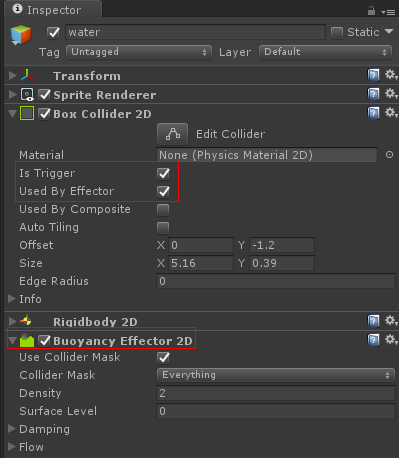 Inspector
water
Static
Tag Untagged Layer Default
Transform
Sprite Renderer
Box Collider 2D
Edit Collider
Material None (Physics Material 2D)
Is Trigger
Used By Effector
Used By Composite
Auto Tiling
Offset X 0 Y -1.2
Size X 5.16 Y 0.39
Edge Radius 0
Info
Rigidbody 2D
Buoyancy Effector 2D
Use Collider Mask
Collider Mask Everything
Density 2
Surface Level 0
Damping
Flow